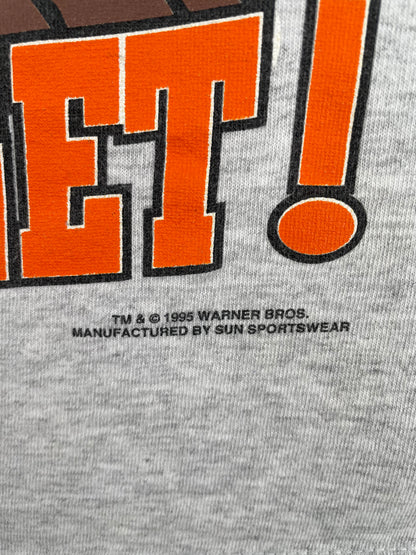 ET!
TM & © 1995 WARNER BROS.
MANUFACTURED BY SUN SPORTSWEAR